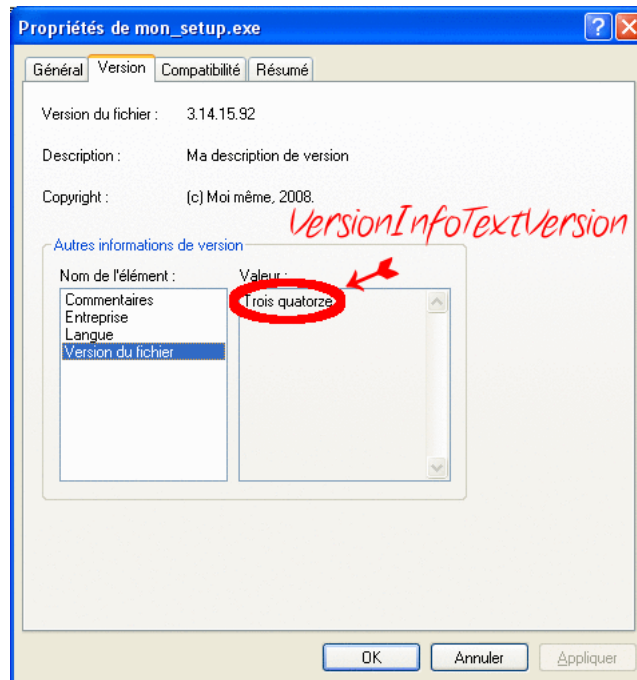 Propriétés de mon_setup.exe
Général Version Compatibilité Résumé
Version du fichier : 3.14.15.92
Description : Ma description de version
Copyright : (c) Moi même, 2008.
VersionInfoTextVersion
Autres informations de version
Nom de l'élément : Valeur :
Commentaires Trois quatorze
Entreprise
Langue
Version du fichier
OK Annuler Appliquer